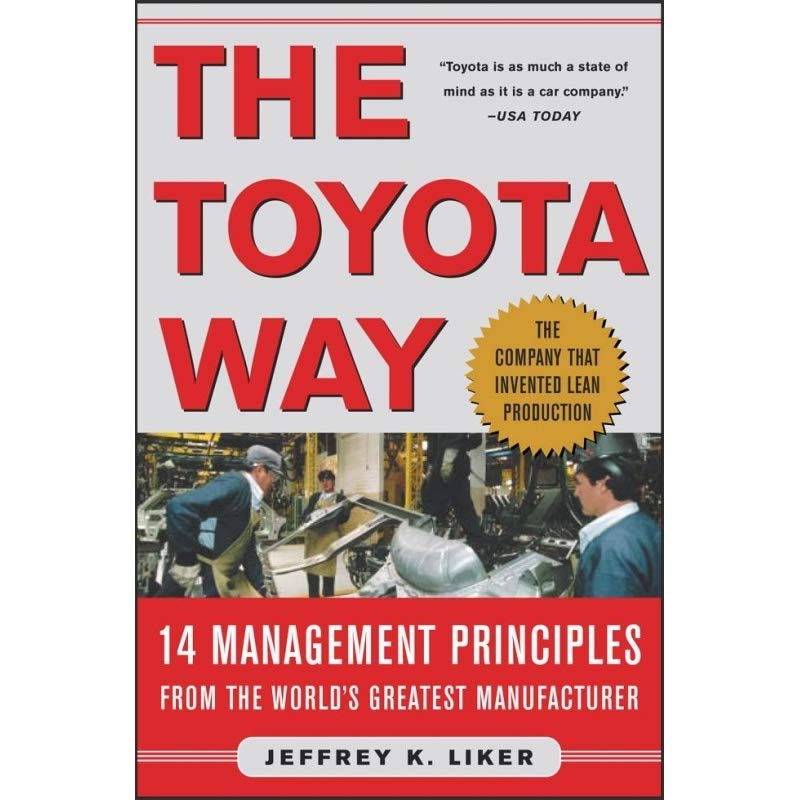 THE
TOYOTA
WAY
“Toyota is as much a state of
mind as it is a car company.”
–USA TODAY
THE
COMPANY THAT
INVENTED LEAN
PRODUCTION
14 MANAGEMENT PRINCIPLES
FROM THE WORLD'S GREATEST MANUFACTURER
JEFFREY K. LIKER